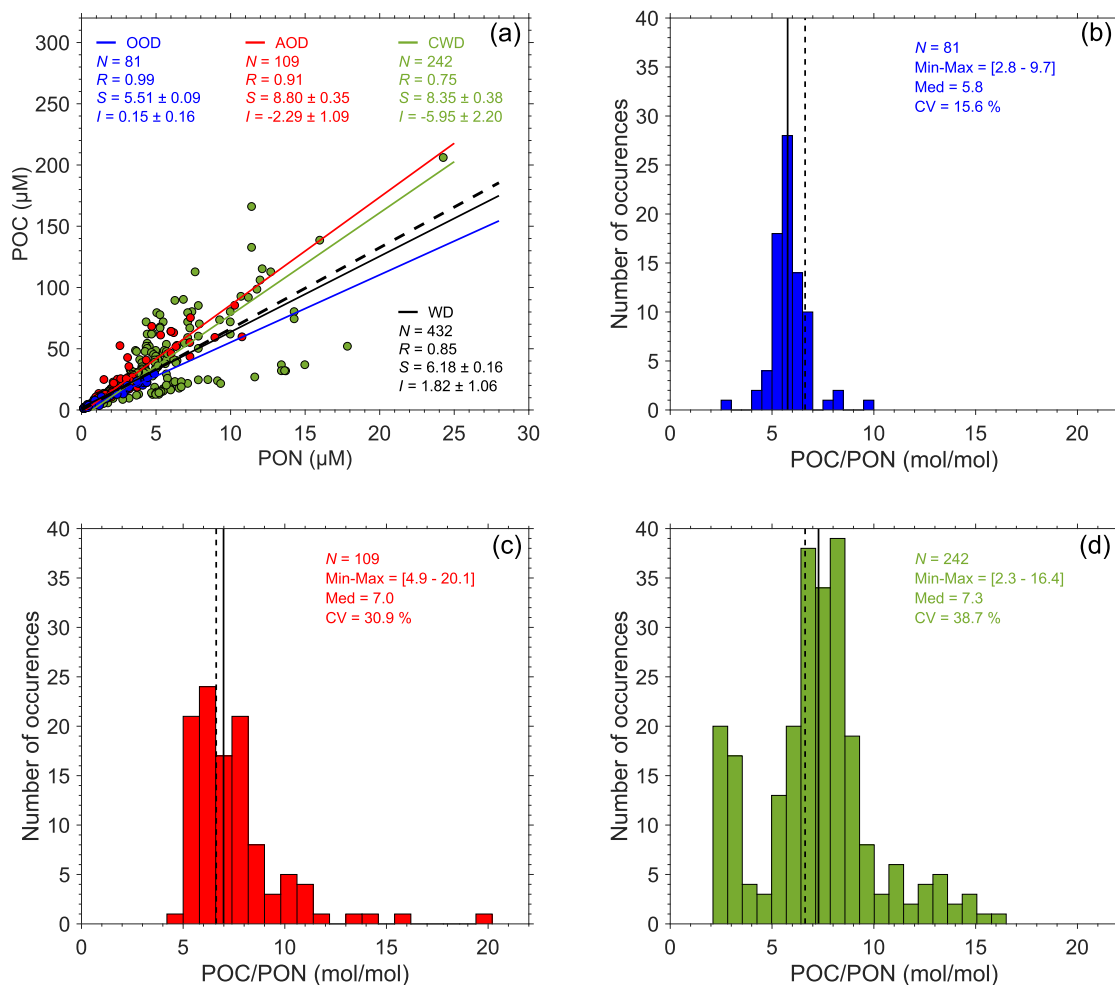 (a)
OOD
N = 81
R = 0.99
S = 5.51 ± 0.09
I = 0.15 ± 0.16
AOD
N = 109
R = 0.91
S = 8.80 ± 0.35
I = -2.29 ± 1.09
CWD
N = 242
R = 0.75
S = 8.35 ± 0.38
I = -5.95 ± 2.20
WD
N = 432
R = 0.85
S = 6.18 ± 0.16
I = 1.82 ± 1.06
300
250
200
150
100
50
0
POC (µM)
0 5 10 15 20 25 30
PON (µM)
(b)
N = 81
Min-Max = [2.8 - 9.7]
Med = 5.8
CV = 15.6 %
40
35
30
25
20
15
10
5
0
Number of occurences
0 5 10 15 20
POC/PON (mol/mol)
(c)
N = 109
Min-Max = [4.9 - 20.1]
Med = 7.0
CV = 30.9 %
40
35
30
25
20
15
10
5
0
Number of occurences
0 5 10 15 20
POC/PON (mol/mol)
(d)
N = 242
Min-Max = [2.3 - 16.4]
Med = 7.3
CV = 38.7 %
40
35
30
25
20
15
10
5
0
Number of occurences
0 5 10 15 20
POC/PON (mol/mol)